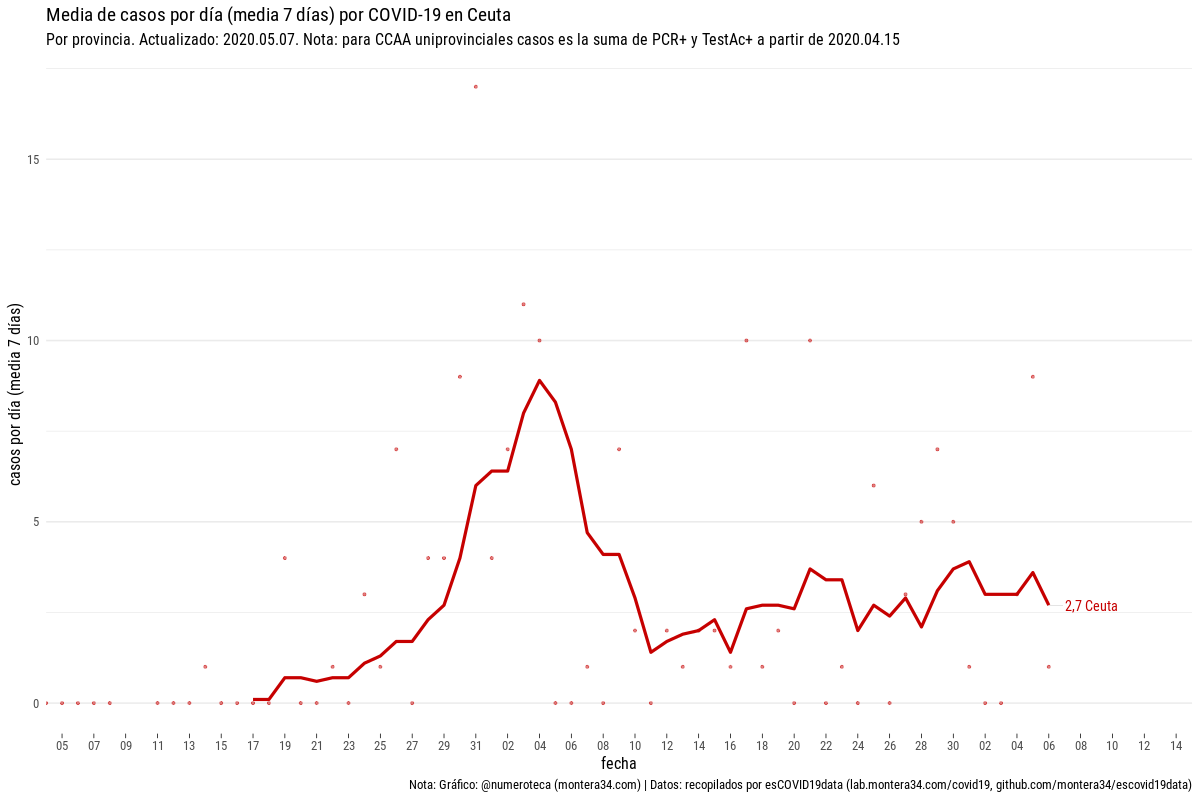 Media de casos por día (media 7 días) por COVID-19 en Ceuta
Por provincia. Actualizado: 2020.05.07. Nota: para CCAA uniprovinciales casos es la suma de PCR+ y TestAc+ a partir de 2020.04.15
casos por día (media 7 días)
15
10
5
0
2,7 Ceuta
05 07 09 11 13 15 17 19 21 23 25 27 29 31 02 04 06 08 10 12 14 16 18 20 22 24 26 28 30 02 04 06 08 10 12 14
fecha
Nota: Gráfico: @numeroteca (montera34.com) | Datos: recopilados por esCOVID19data (lab.montera34.com/covid19, github.com/montera34/escovid19data)